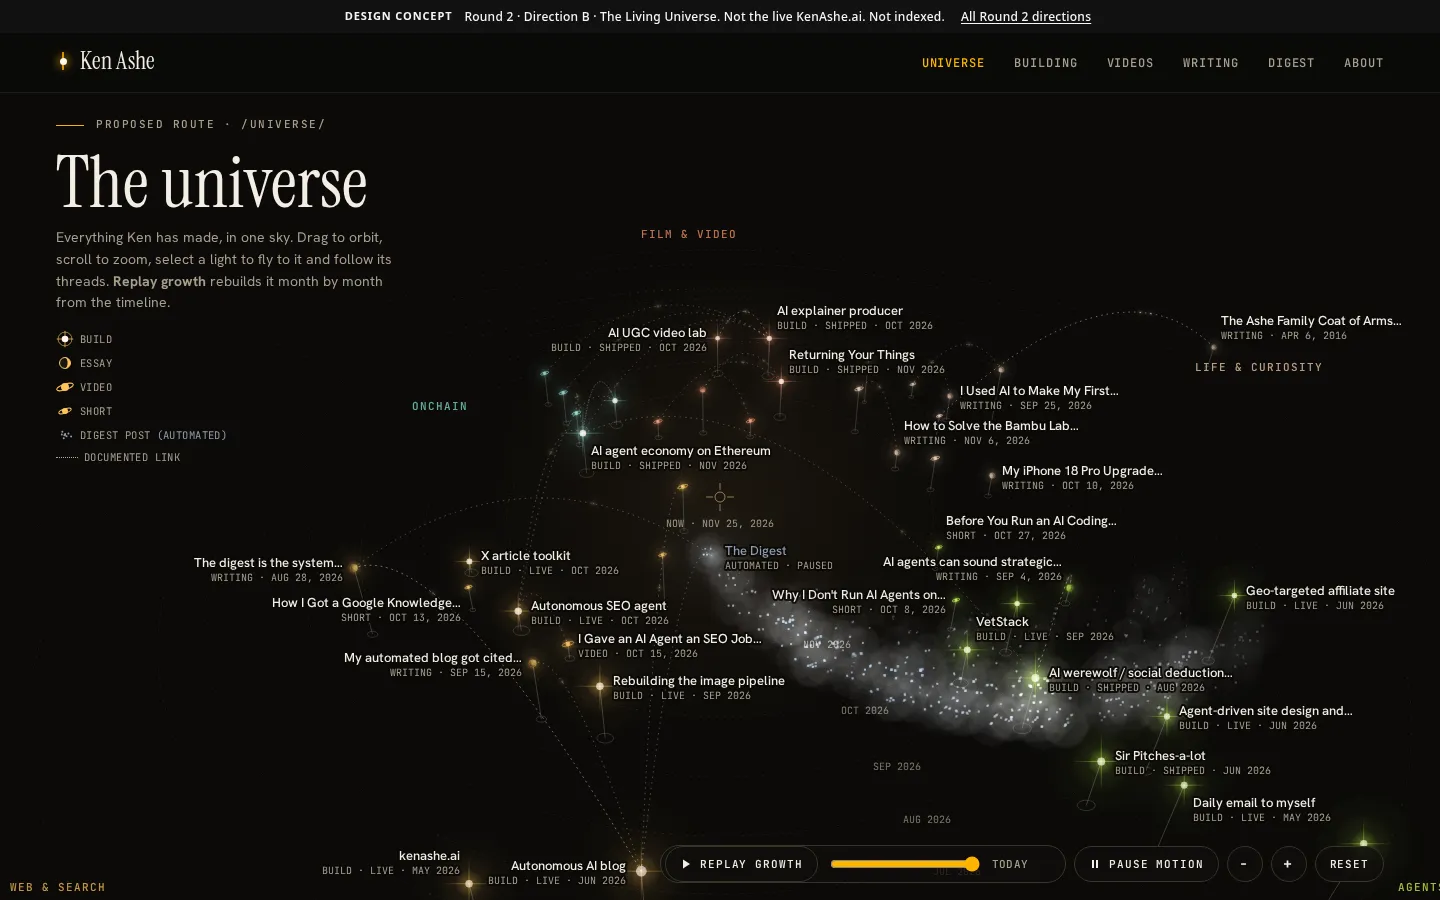 DESIGN CONCEPT Round 2 · Direction B · The Living Universe. Not the live KenAshe.ai. Not indexed. All Round 2 directions
Ken Ashe
UNIVERSE BUILDING VIDEOS WRITING DIGEST ABOUT
PROPOSED ROUTE · /UNIVERSE/
The universe
Everything Ken has made, in one sky. Drag to orbit,
scroll to zoom, select a light to fly to it and follow its
threads. Replay growth rebuilds it month by month
from the timeline.
BUILD
ESSAY
VIDEO
SHORT
DIGEST POST (AUTOMATED)
DOCUMENTED LINK
FILM & VIDEO
AI explainer producer
BUILD · SHIPPED · OCT 2026
AI UGC video lab
BUILD · SHIPPED · OCT 2026
The Ashe Family Coat of Arms…
WRITING · APR 6, 2016
Returning Your Things
BUILD · SHIPPED · NOV 2026
LIFE & CURIOSITY
I Used AI to Make My First…
WRITING · SEP 25, 2026
ONCHAIN
How to Solve the Bambu Lab…
WRITING · NOV 6, 2026
AI agent economy on Ethereum
BUILD · SHIPPED · NOV 2026
My iPhone 18 Pro Upgrade…
WRITING · OCT 10, 2026
NOW · NOV 25, 2026
Before You Run an AI Coding…
SHORT · OCT 27, 2026
The Digest
AUTOMATED · PAUSED
X article toolkit
BUILD · LIVE · OCT 2026
The digest is the system…
WRITING · AUG 28, 2026
AI agents can sound strategic…
WRITING · SEP 4, 2026
Why I Don't Run AI Agents on…
SHORT · OCT 8, 2026
Geo-targeted affiliate site
BUILD · LIVE · JUN 2026
How I Got a Google Knowledge…
SHORT · OCT 13, 2026
Autonomous SEO agent
BUILD · LIVE · OCT 2026
VetStack
BUILD · LIVE · SEP 2026
I Gave an AI Agent an SEO Job…
VIDEO · OCT 15, 2026
NOV 2026
My automated blog got cited…
WRITING · SEP 15, 2026
AI werewolf / social deduction…
BUILD · SHIPPED · AUG 2026
Rebuilding the image pipeline
BUILD · LIVE · SEP 2026
OCT 2026
Agent-driven site design and…
BUILD · LIVE · JUN 2026
SEP 2026
Sir Pitches-a-lot
BUILD · SHIPPED · JUN 2026
Daily email to myself
BUILD · LIVE · MAY 2026
AUG 2026
kenashe.ai
BUILD · LIVE · MAY 2026
Autonomous AI blog
BUILD · LIVE · JUN 2026
REPLAY GROWTH TODAY PAUSE MOTION - + RESET
WEB & SEARCH
AGENTS